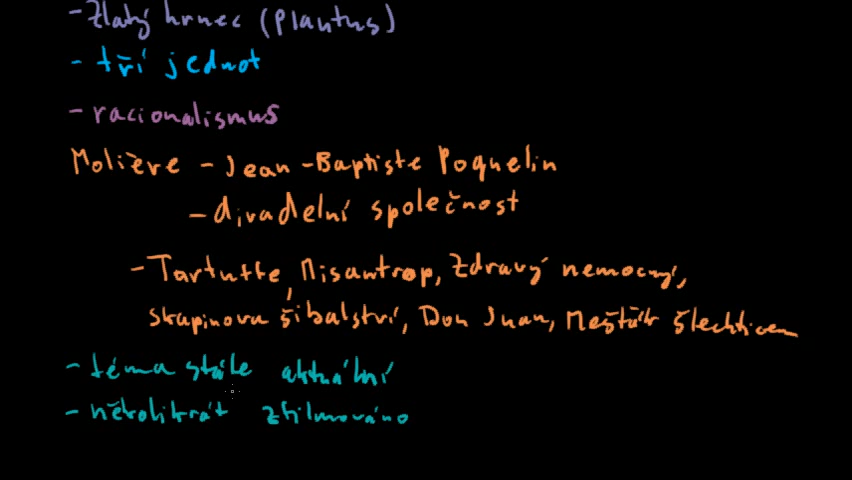 - Zlatý hrnec (Plautus)
- tří jednot
- racionalismus
Molière - Jean-Baptiste Poquelin
- divadelní společnost
- Tartuffe, Misantrop, Zdravý nemocný,
Skapinova šibalství, Don Juan, Měšťák šlechticem
- téma stále aktuální
- několikrát zfilmováno